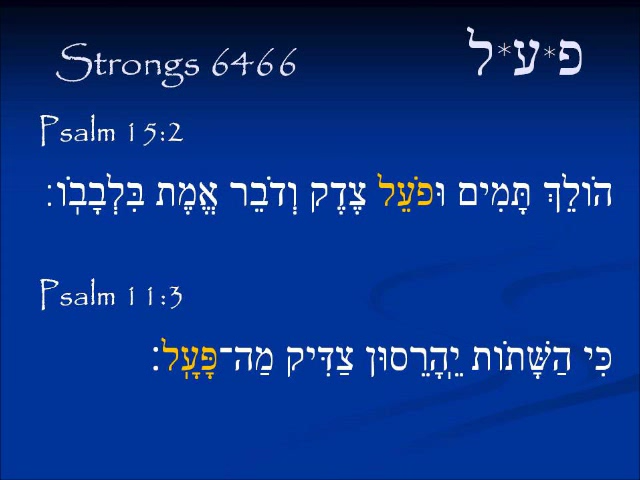 Strongs 6466 פ*ע*ל
Psalm 15:2
הוֹלֵךְ תָּמִים וּפֹעֵל צֶדֶק וְדֹבֵר אֱמֶת בִּלְבָבוֹ׃
Psalm 11:3
כִּי הַשָּׁתוֹת יֵהָרֵסוּן צַדִּיק מַה־פָּעָל׃